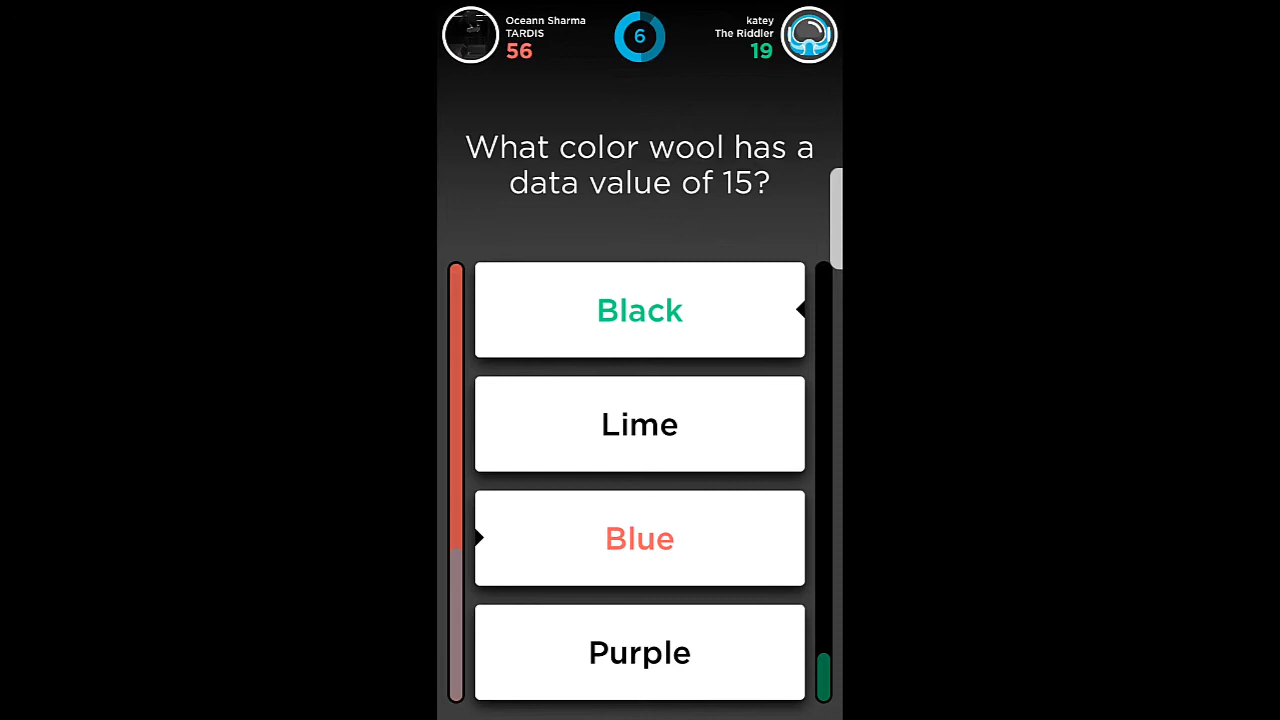 Oceann Sharma
TARDIS
56
6
katey
The Riddler
19
What color wool has a
data value of 15?
Black
Lime
Blue
Purple